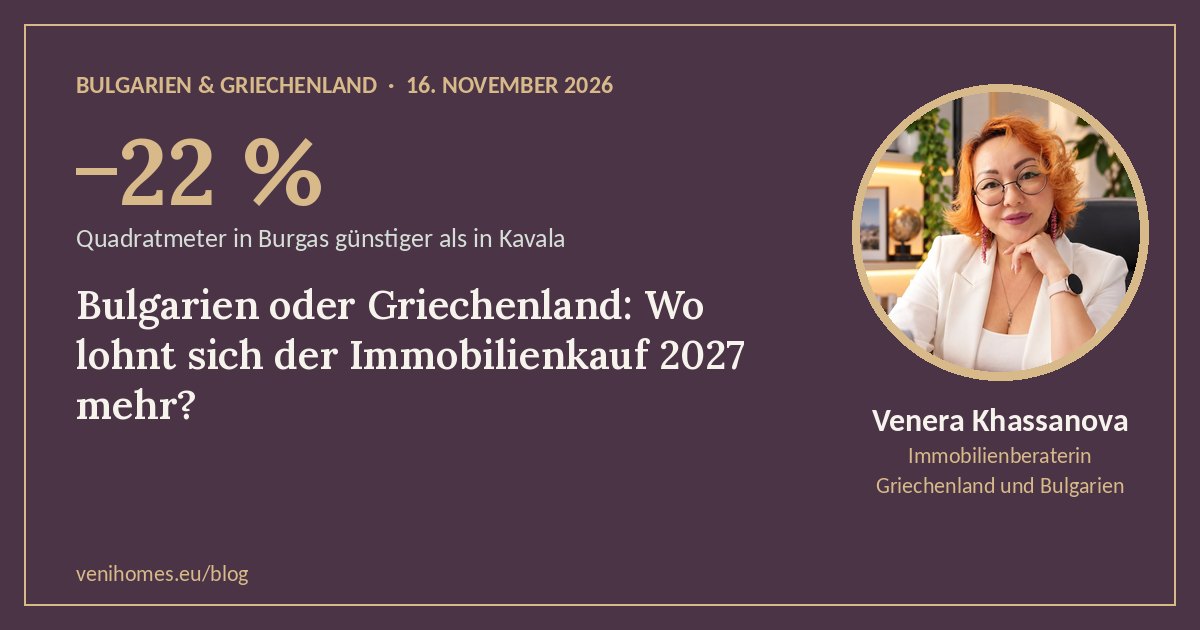 BULGARIEN & GRIECHENLAND · 16. NOVEMBER 2026
–22 %
Quadratmeter in Burgas günstiger als in Kavala
Bulgarien oder Griechenland: Wo
lohnt sich der Immobilienkauf 2027
mehr?
Venera Khassanova
Immobilienberaterin
Griechenland und Bulgarien
venihomes.eu/blog